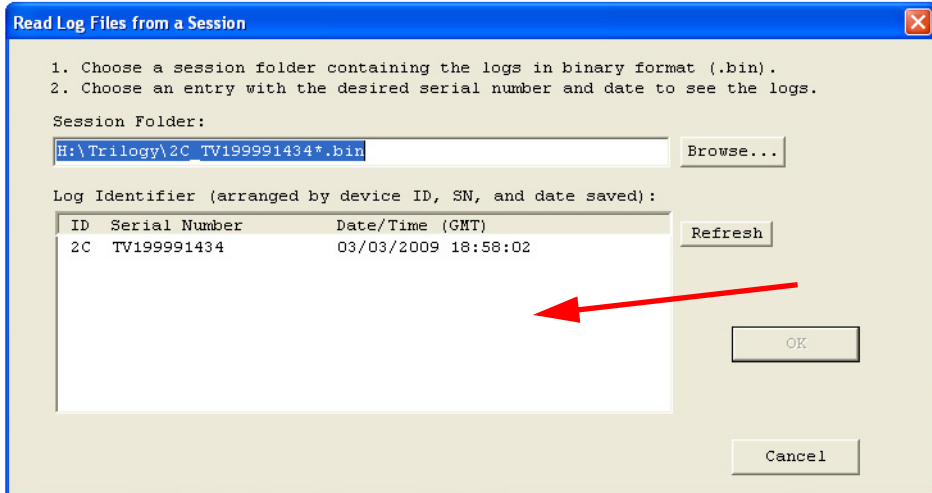 Read Log Files from a Session
1. Choose a session folder containing the logs in binary format (.bin).
2. Choose an entry with the desired serial number and date to see the logs.
Session Folder:
H:\Trilogy\2C_TV199991434*.bin
Browse...
Log Identifier (arranged by device ID, SN, and date saved):
ID Serial Number Date/Time (GMT)
2C TV199991434 03/03/2009 18:58:02
Refresh
OK
Cancel